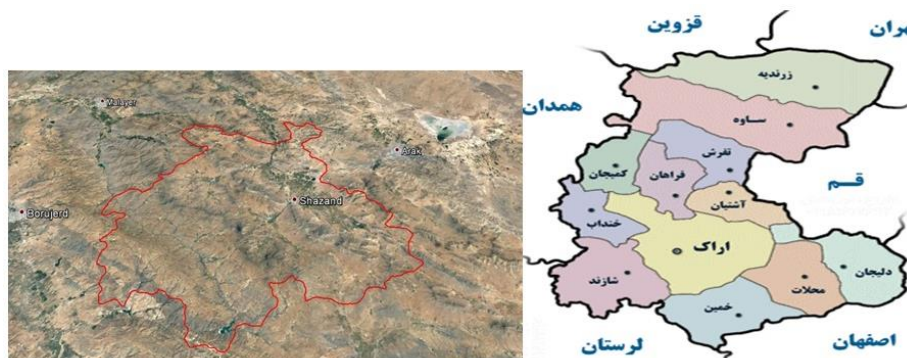 Malayer
Arak
Shazand
Borujerd
قزوین
زرندیه
همدان
ساوه
تفرش
کمیجان
فراهان
قم
آشتیان
خنداب
اراک
دلیجان
شازند
محلات
خمین
لرستان
اصفهان